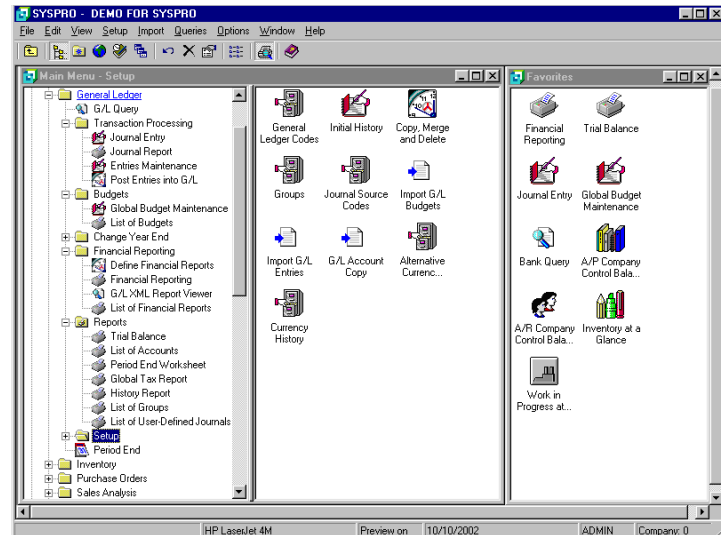 SYSPRO - DEMO FOR SYSPRO
File Edit View Setup Import Queries Options Window Help
Main Menu - Setup
General Ledger
G/L Query
Transaction Processing
Journal Entry
Journal Report
Entries Maintenance
Post Entries into G/L
Budgets
Global Budget Maintenance
List of Budgets
Change Year End
Financial Reporting
Define Financial Reports
Financial Reporting
G/L XML Report Viewer
List of Financial Reports
Reports
Trial Balance
List of Accounts
Period End Worksheet
Global Tax Report
History Report
List of Groups
List of User-Defined Journals
Setup
Period End
Inventory
Purchase Orders
Sales Analysis
General Ledger Codes
Initial History
Copy, Merge and Delete
Groups
Journal Source Codes
Import G/L Budgets
Import G/L Entries
G/L Account Copy
Alternative Currenc...
Currency History
Favorites
Financial Reporting
Trial Balance
Journal Entry
Global Budget Maintenance
Bank Query
A/P Company Control Bala...
A/R Company Control Bala...
Inventory at a Glance
Work in Progress at...
HP LaserJet 4M
Preview on
10/10/2002
ADMIN
Company: 0